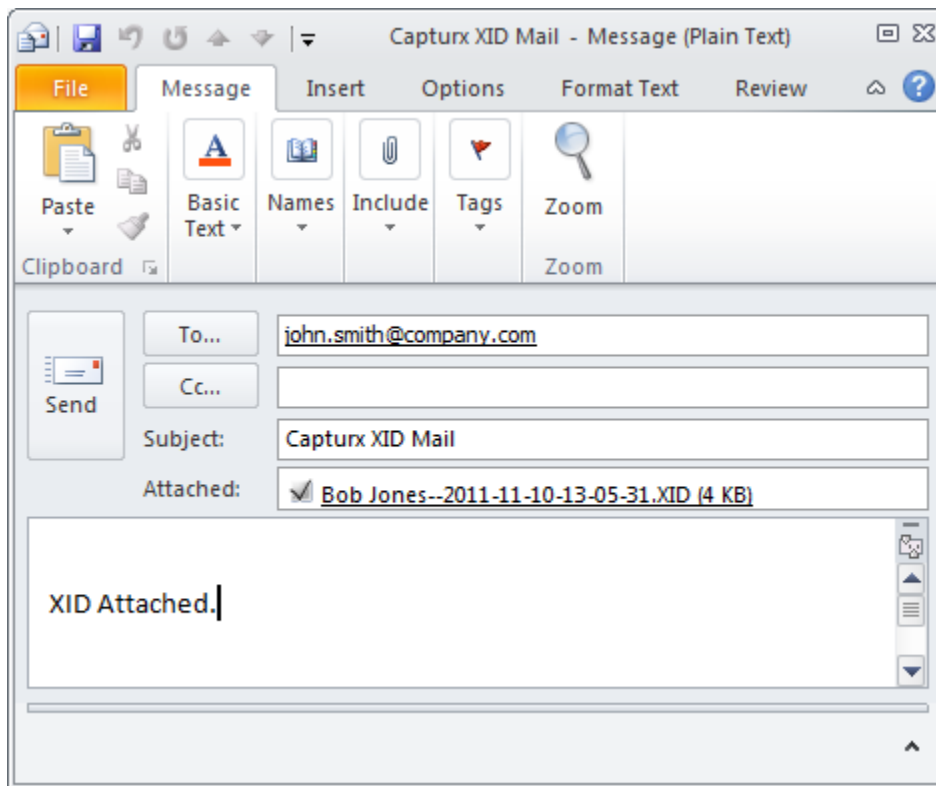 Capturx XID Mail - Message (Plain Text)
File Message Insert Options Format Text Review
Paste
Basic Text
Names
Include
Tags
Zoom
Clipboard
Zoom
Send
To... john.smith@company.com
Cc...
Subject: Capturx XID Mail
Attached: Bob Jones--2011-11-10-13-05-31.XID (4 KB)
XID Attached.